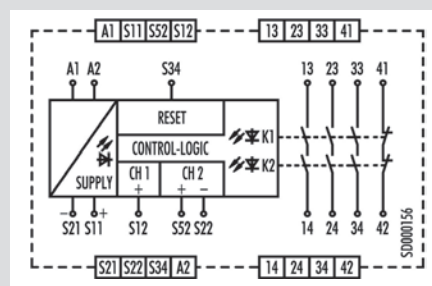 A1 S11 S52 S12 13 23 33 41
A1 A2 S34 13 23 33 41
RESET
CONTROL-LOGIC
K1
K2
SUPPLY
CH 1 CH 2
+ + –
– +
S21 S11 S12 S52 S22 14 24 34 42
S21 S22 S34 A2 14 24 34 42
SD000156